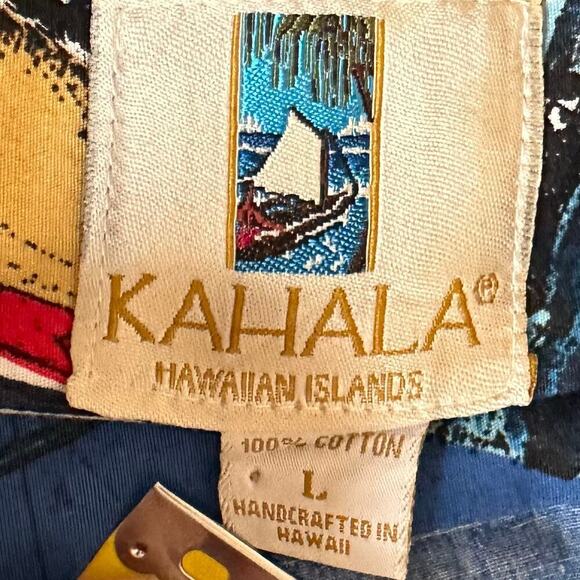 KAHALA®
HAWAIIAN ISLANDS
100% COTTON
L
HANDCRAFTED IN
HAWAII